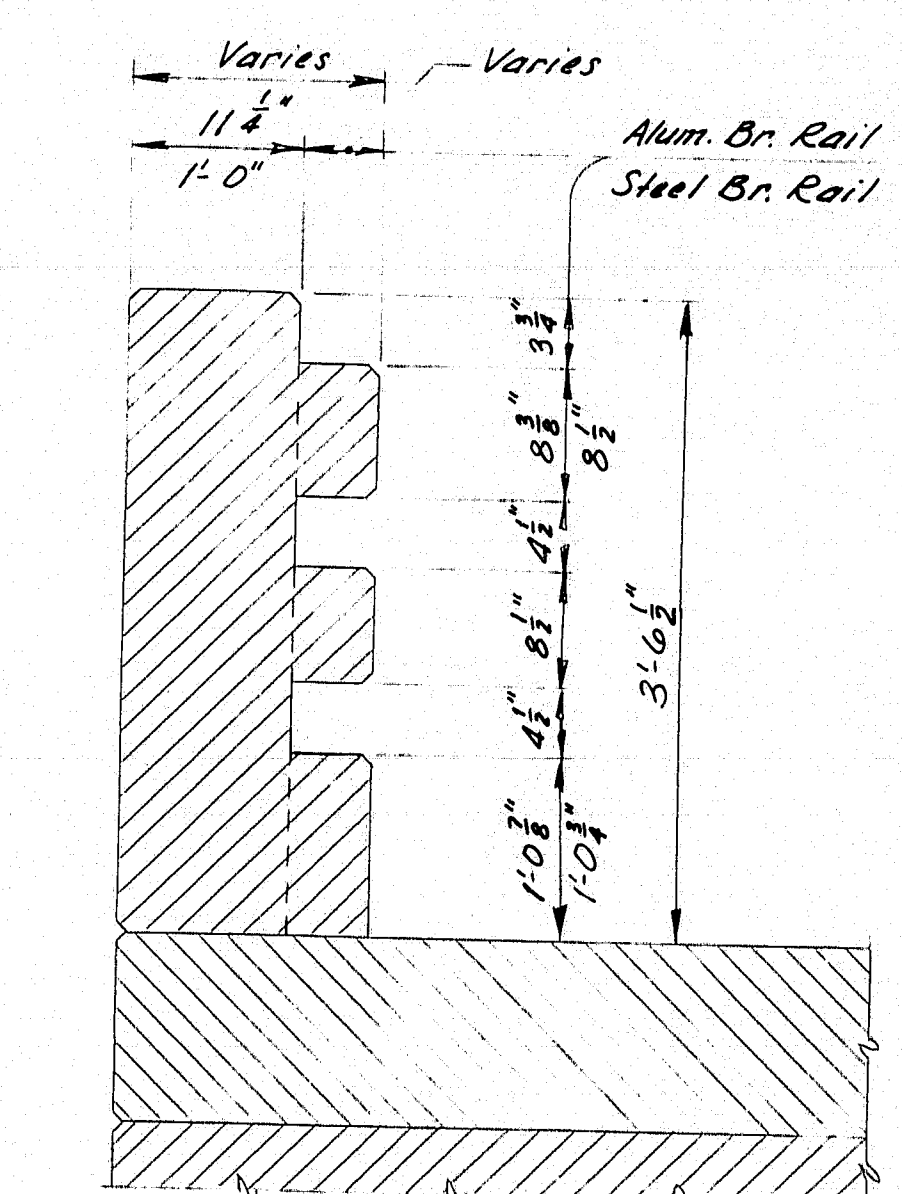 Varies
Varies
11 1/4"
1'-0"
Alum. Br. Rail
Steel Br. Rail
3 3/4"
8 3/8"
8 1/2"
4 1/2"
8 1/2"
4 1/2"
1'-0 7/8"
1'-0 3/4"
3'-6 1/2"